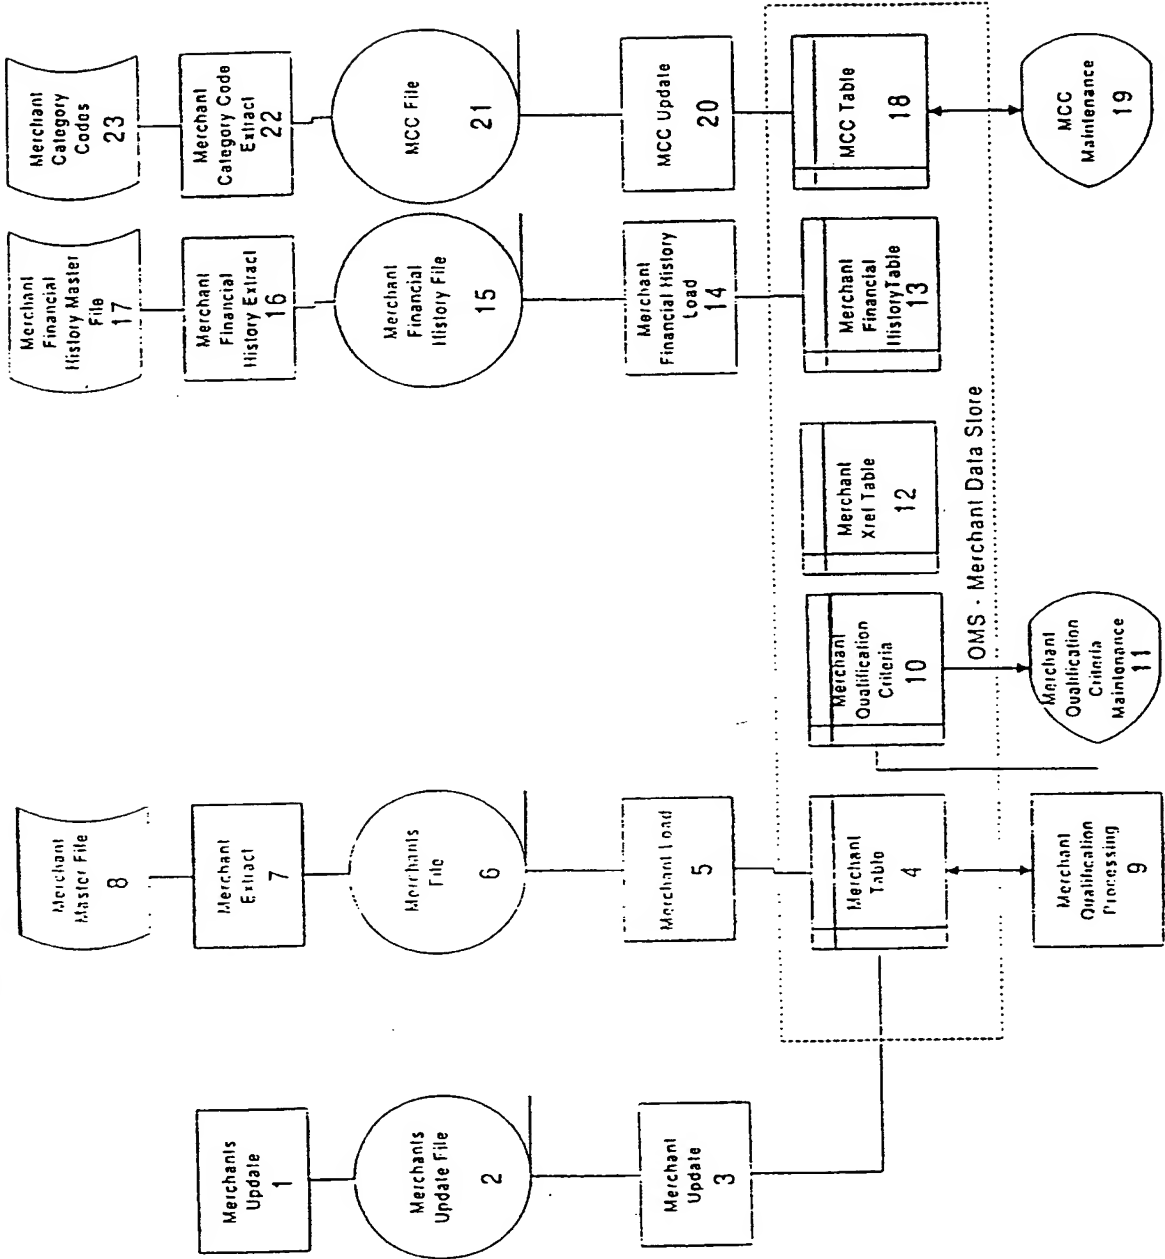 Merchant
Master File
8
Merchant
Financial
History Master
File
17
Merchant
Category
Codes
23
Merchants
Update
1
Merchant
Extract
7
Merchant
Financial
History Extract
16
Merchant
Category Code
Extract
22
Merchants
Update File
2
Merchants
File
6
Merchant
Financial
History File
15
MCC File
21
Merchant
Update
3
Merchant Load
5
Merchant
Financial History
Load
14
MCC Update
20
Merchant
Table
4
Merchant
Qualification
Criteria
10
Merchant
Xref Table
12
Merchant
Financial
HistoryTable
13
MCC Table
18
OMS - Merchant Data Store
Merchant
Qualification
Processing
9
Merchant
Qualification
Criteria
Maintonance
11
MCC
Maintenance
19